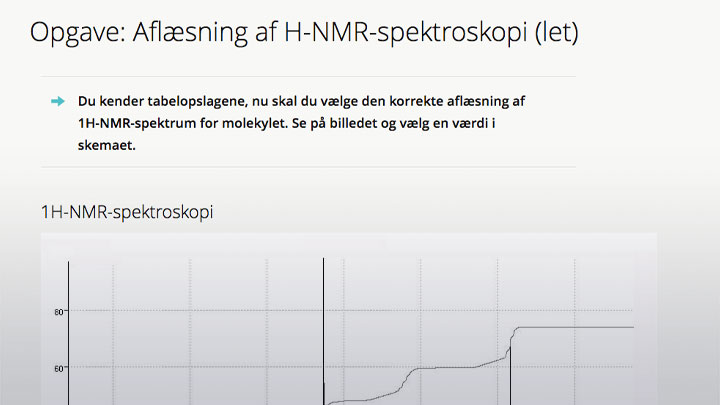 Opgave: Aflæsning af H-NMR-spektroskopi (let)
Du kender tabelopslagene, nu skal du vælge den korrekte aflæsning af
1H-NMR-spektrum for molekylet. Se på billedet og vælg en værdi i
skemaet.
1H-NMR-spektroskopi
80
60